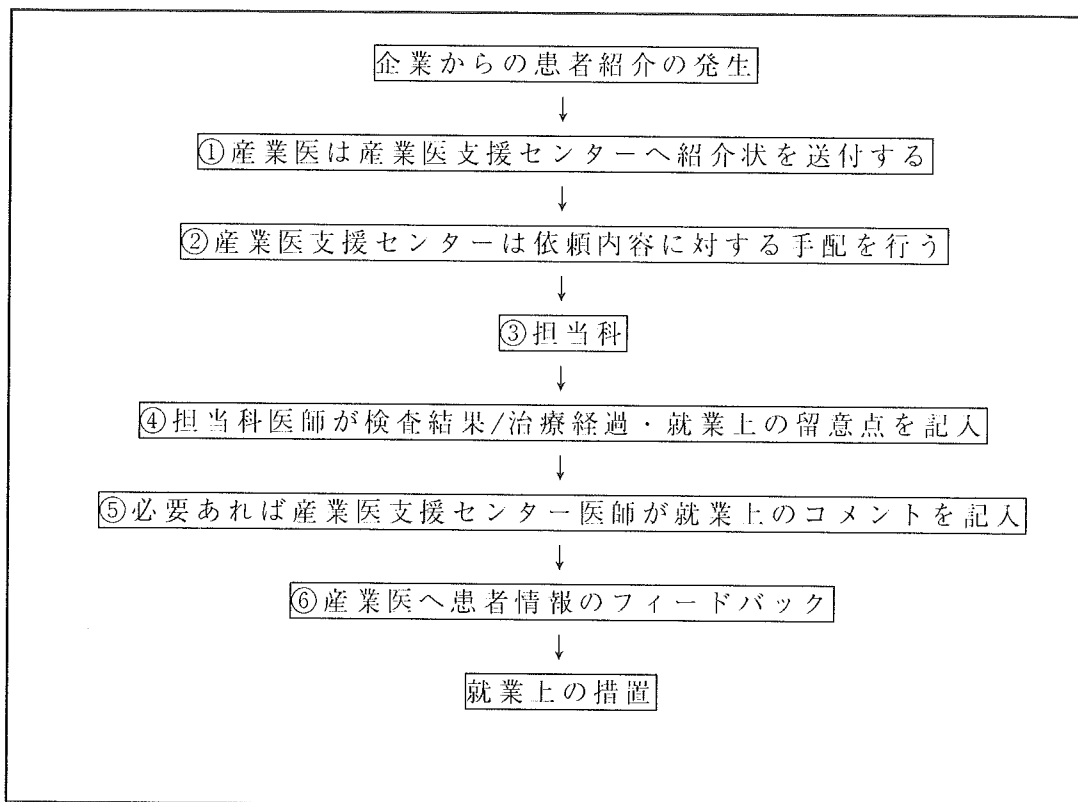 企業からの患者紹介の発生
↓
①産業医は産業医支援センターへ紹介状を送付する
↓
②産業医支援センターは依頼内容に対する手配を行う
↓
③担当科
↓
④担当科医師が検査結果/治療経過・就業上の留意点を記入
↓
⑤必要あれば産業医支援センター医師が就業上のコメントを記入
↓
⑥産業医へ患者情報のフィードバック
↓
就業上の措置